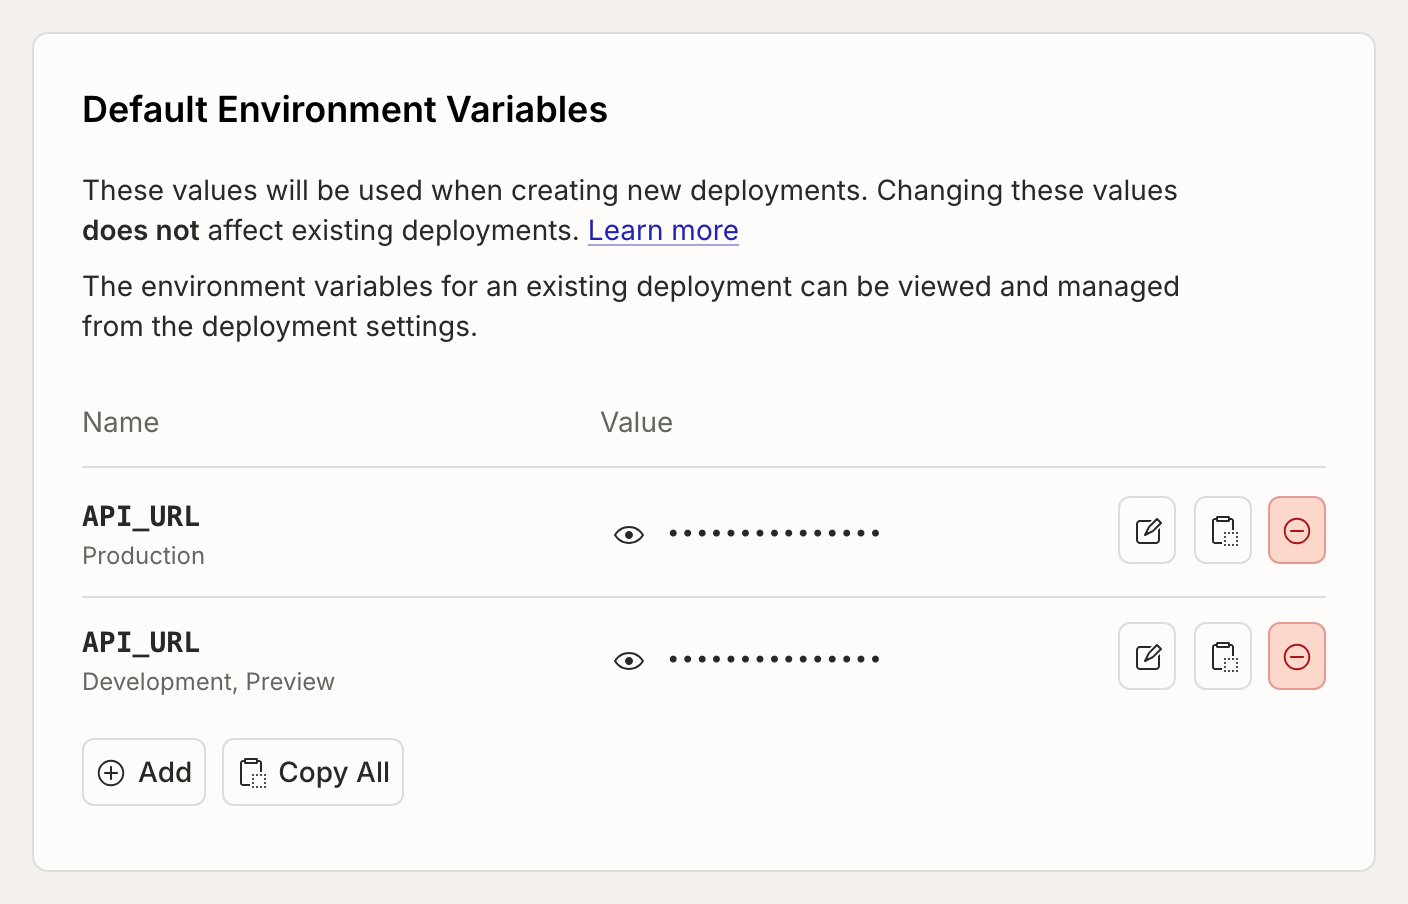 Default Environment Variables
These values will be used when creating new deployments. Changing these values
does not affect existing deployments. Learn more
The environment variables for an existing deployment can be viewed and managed
from the deployment settings.
Name Value
API_URL
Production
•••••••••••••••
API_URL
Development, Preview
•••••••••••••••
Add Copy All